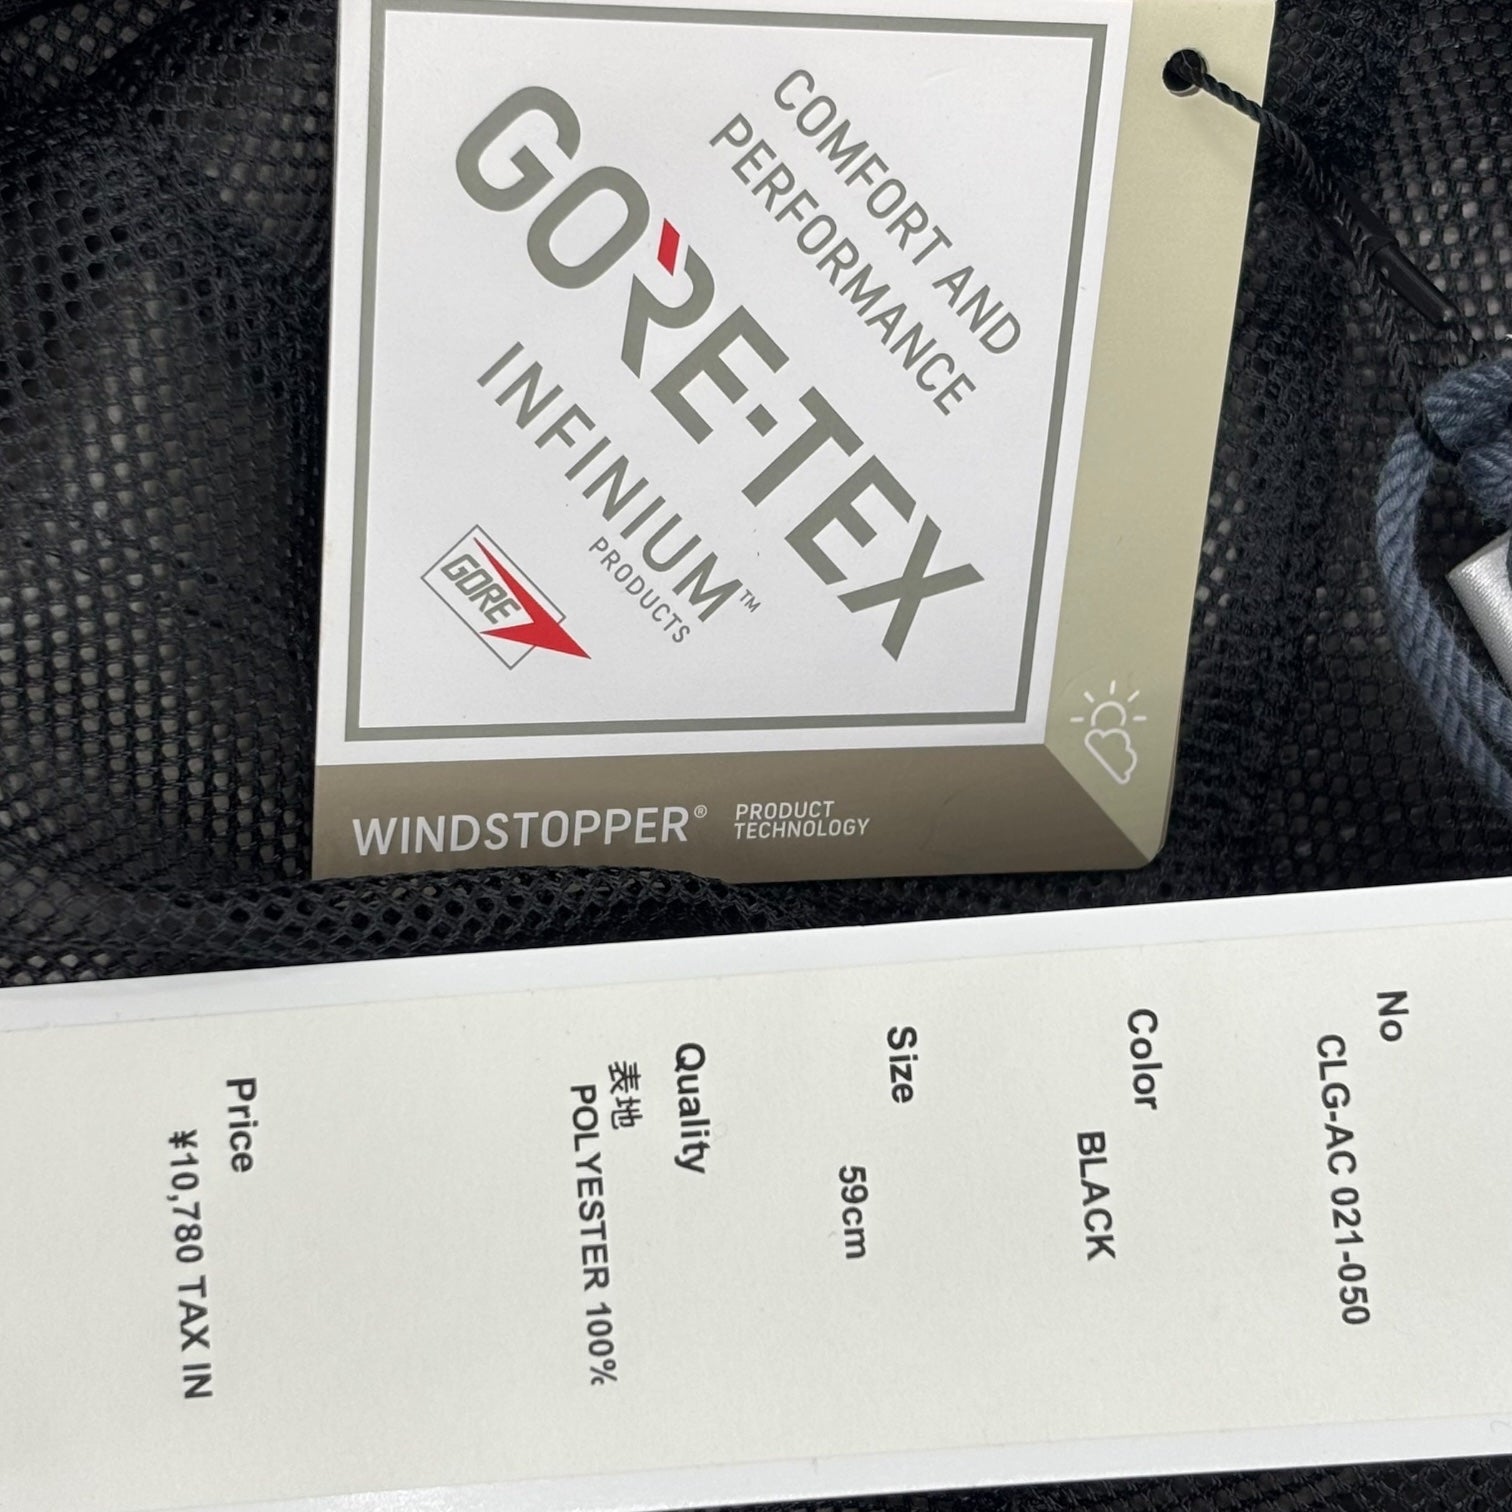 COMFORT AND
PERFORMANCE
GORE-TEX
INFINIUM™
PRODUCTS
GORE
WINDSTOPPER® PRODUCT
TECHNOLOGY
No
CLG-AC 021-050
Color
BLACK
Size
59cm
Quality
表地
POLYESTER 100%
Price
¥10,780 TAX IN